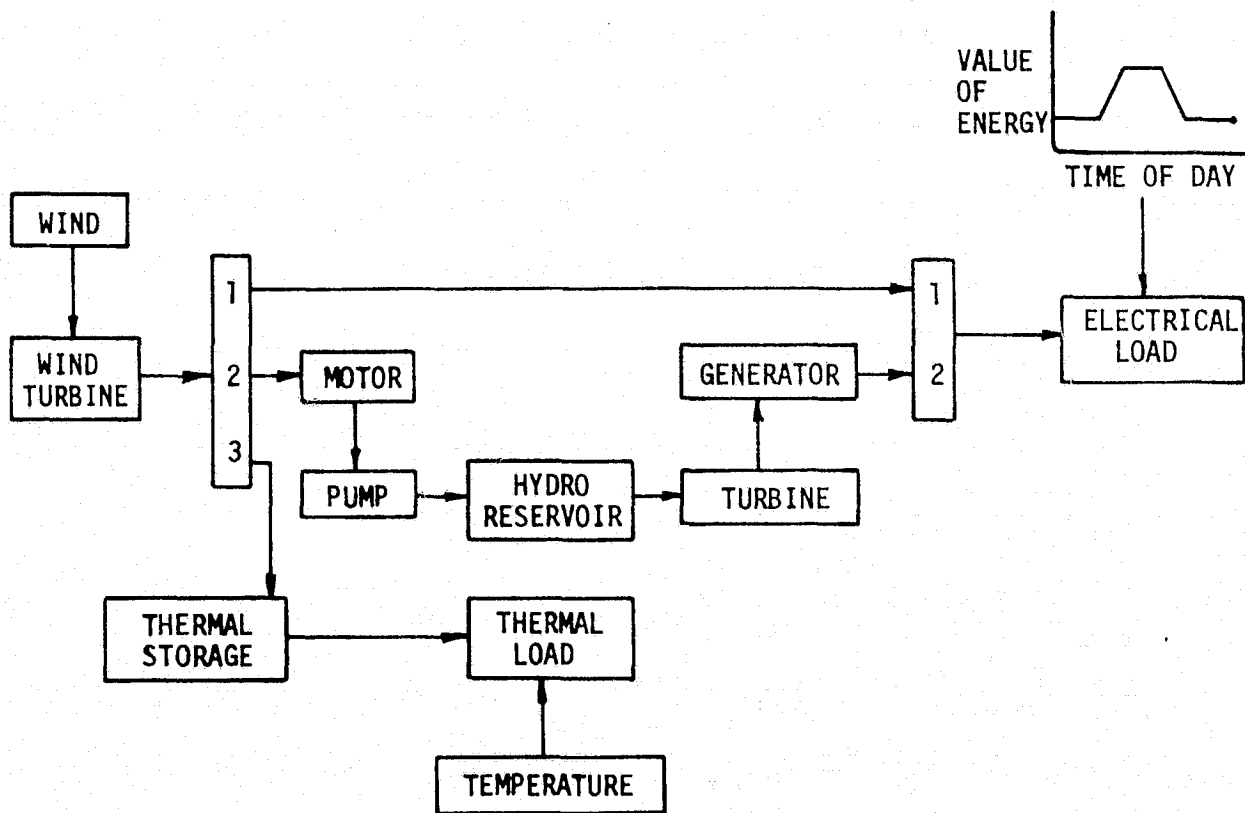 VALUE
OF
ENERGY
TIME OF DAY
WIND
WIND
TURBINE
1
2
3
MOTOR
PUMP
HYDRO
RESERVOIR
TURBINE
GENERATOR
1
2
ELECTRICAL
LOAD
THERMAL
STORAGE
THERMAL
LOAD
TEMPERATURE